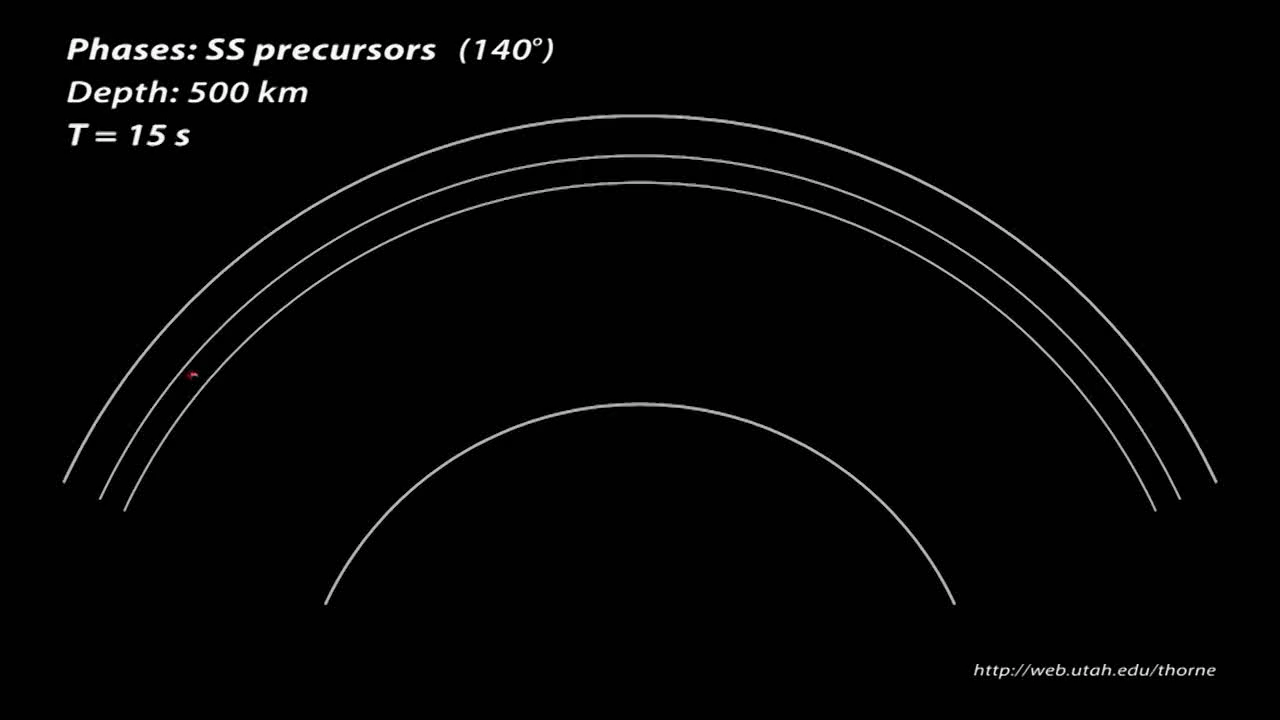 Phases: SS precursors (140°)
Depth: 500 km
T = 15 s
http://web.utah.edu/thorne